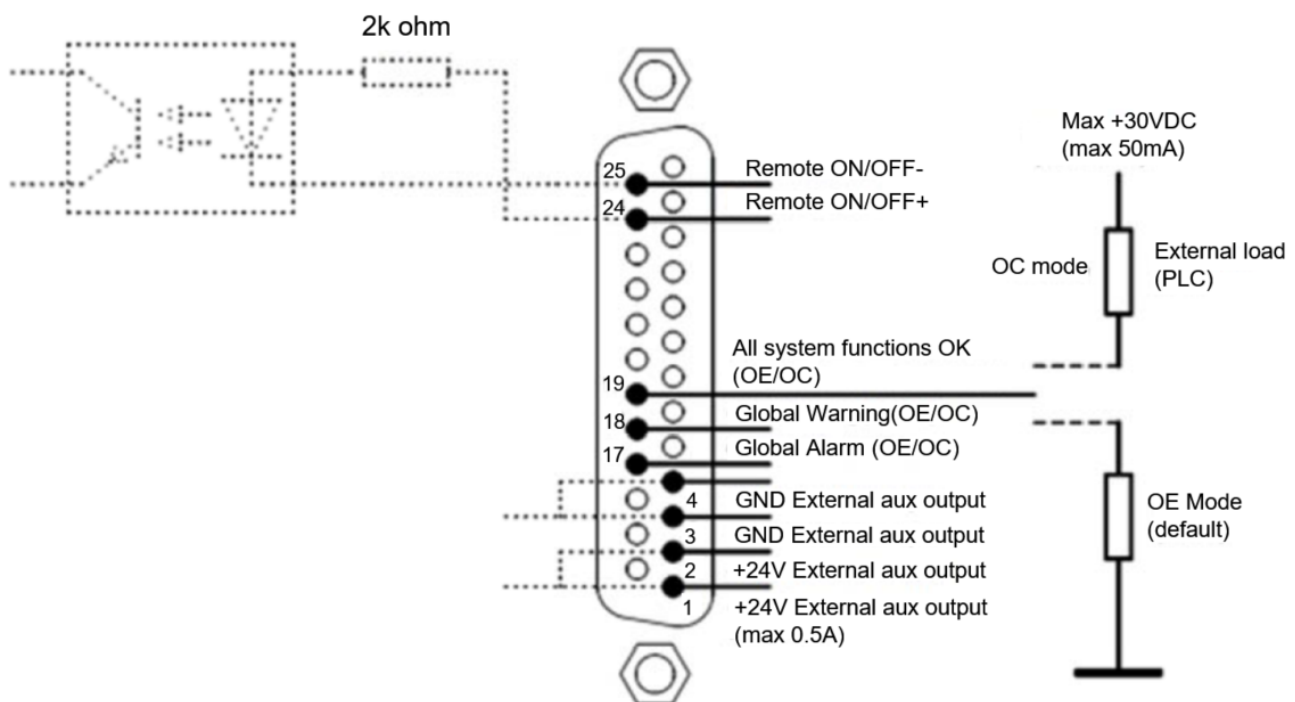 2k ohm
Max +30VDC
(max 50mA)
25
Remote ON/OFF-
24
Remote ON/OFF+
OC mode
External load
(PLC)
All system functions OK
(OE/OC)
19
18
Global Warning(OE/OC)
17
Global Alarm (OE/OC)
4
GND External aux output
3
GND External aux output
2
+24V External aux output
1
+24V External aux output
(max 0.5A)
OE Mode
(default)